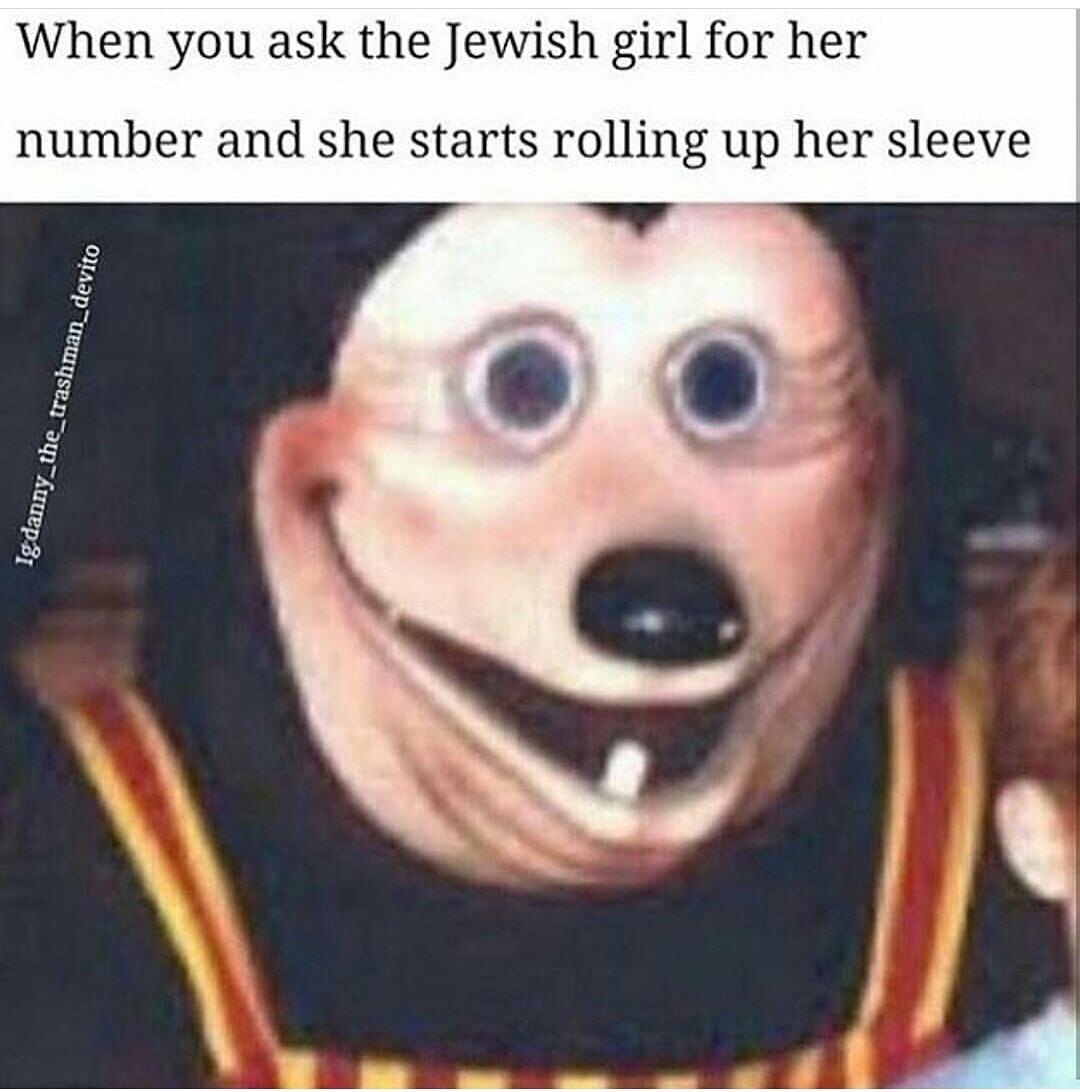 When you ask the Jewish girl for her
number and she starts rolling up her sleeve
Ig:danny_the_trashman_devito